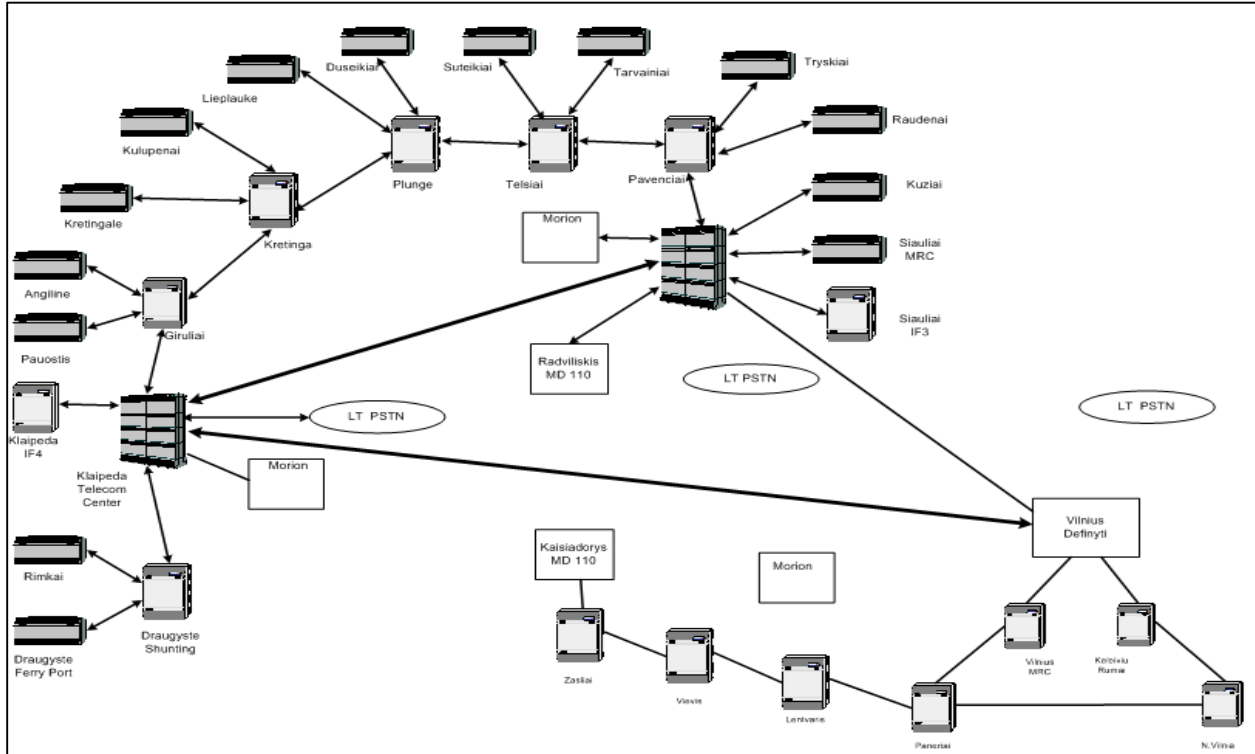 Duseikiai
Suteikiai
Tarvainiai
Tryskiai
Lieplauke
Raudenai
Kulupenai
Plunge
Telsiai
Pavenciai
Kuziai
Kretingale
Morion
Kretinga
Siauliai
MRC
Angiline
Siauliai
IF3
Giruliai
Pauostis
Radviliskis
MD 110
LT PSTN
LT PSTN
LT PSTN
Klaipeda
IF4
Morion
Klaipeda
Telecom
Center
Vilnius
Definyti
Kaisiadorys
MD 110
Morion
Rimkai
Draugyste
Shunting
Draugyste
Ferry Port
Zasliai
Vievis
Lentvaris
Vilnius
MRC
Keleiviu
Rumai
Paneriai
N.Vilnia